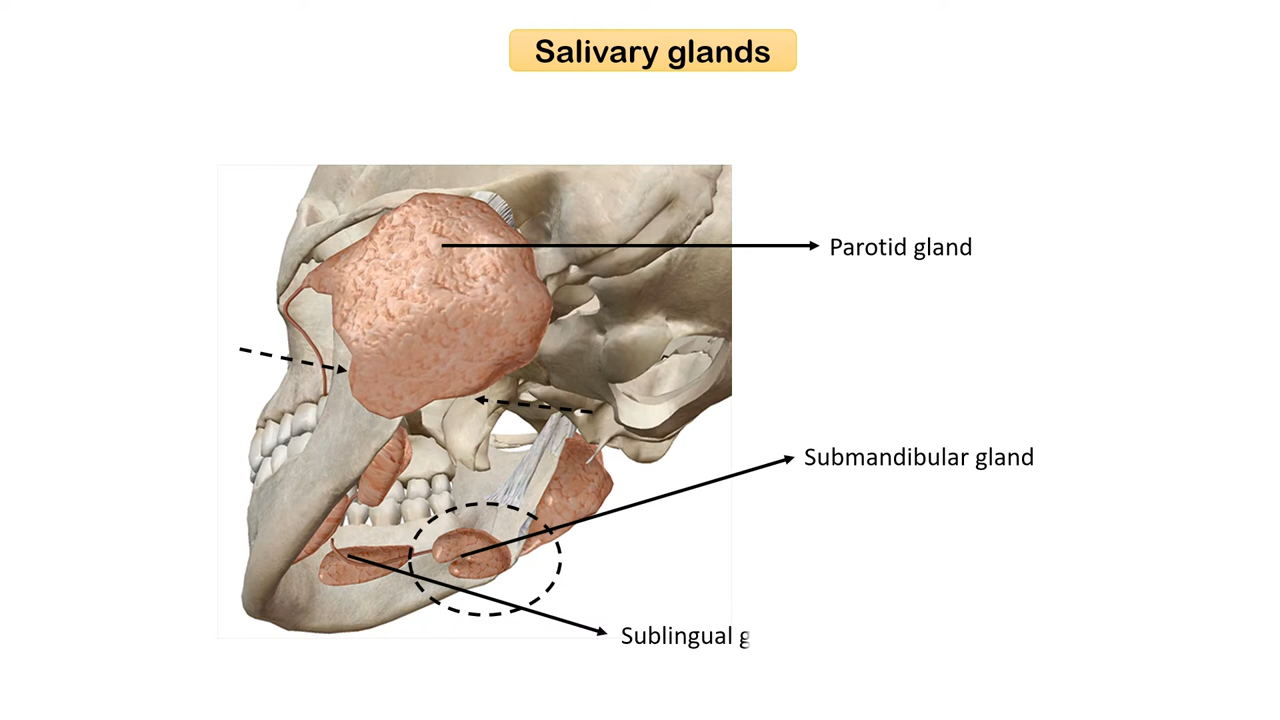 Salivary glands
Parotid gland
Submandibular gland
Sublingual g